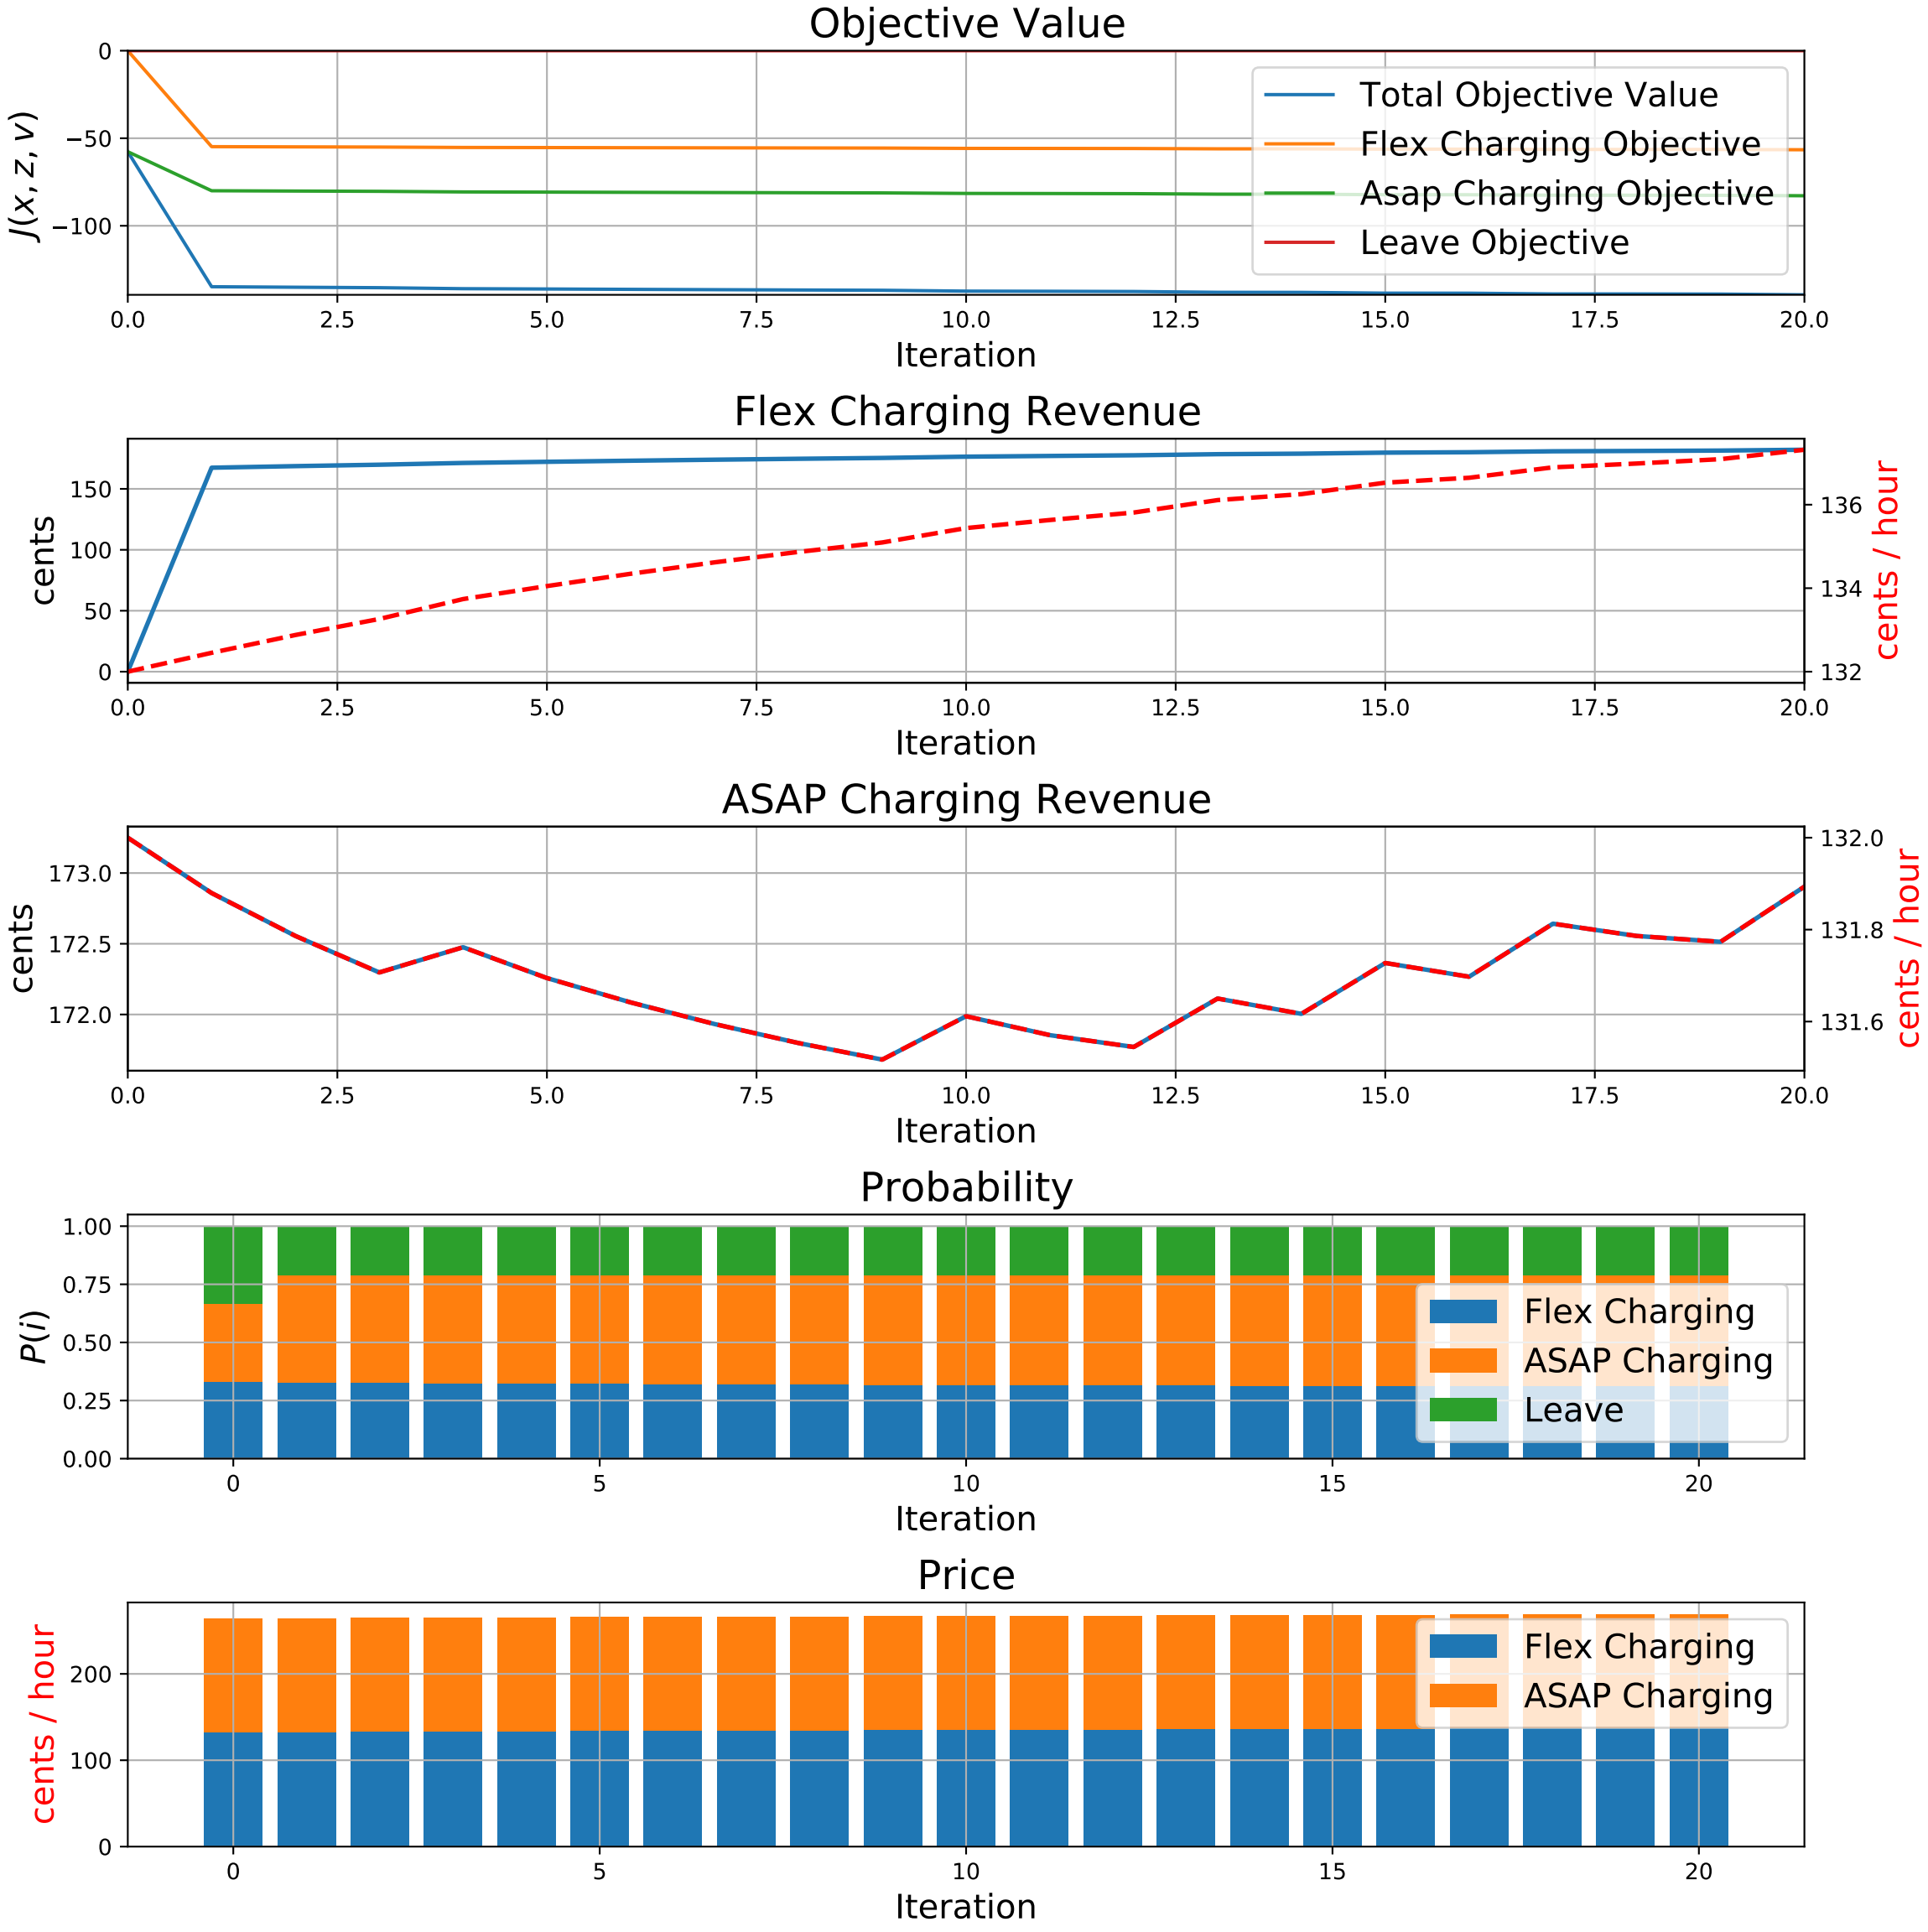 Objective Value
J(x, z, v)
0
−50
−100
Total Objective Value
Flex Charging Objective
Asap Charging Objective
Leave Objective
0.0 2.5 5.0 7.5 10.0 12.5 15.0 17.5 20.0
Iteration
Flex Charging Revenue
cents
150
100
50
0
136
134
132
cents / hour
0.0 2.5 5.0 7.5 10.0 12.5 15.0 17.5 20.0
Iteration
ASAP Charging Revenue
cents
173.0
172.5
172.0
132.0
131.8
131.6
cents / hour
0.0 2.5 5.0 7.5 10.0 12.5 15.0 17.5 20.0
Iteration
Probability
P(i)
1.00
0.75
0.50
0.25
0.00
Flex Charging
ASAP Charging
Leave
0 5 10 15 20
Iteration
Price
cents / hour
200
100
0
Flex Charging
ASAP Charging
0 5 10 15 20
Iteration